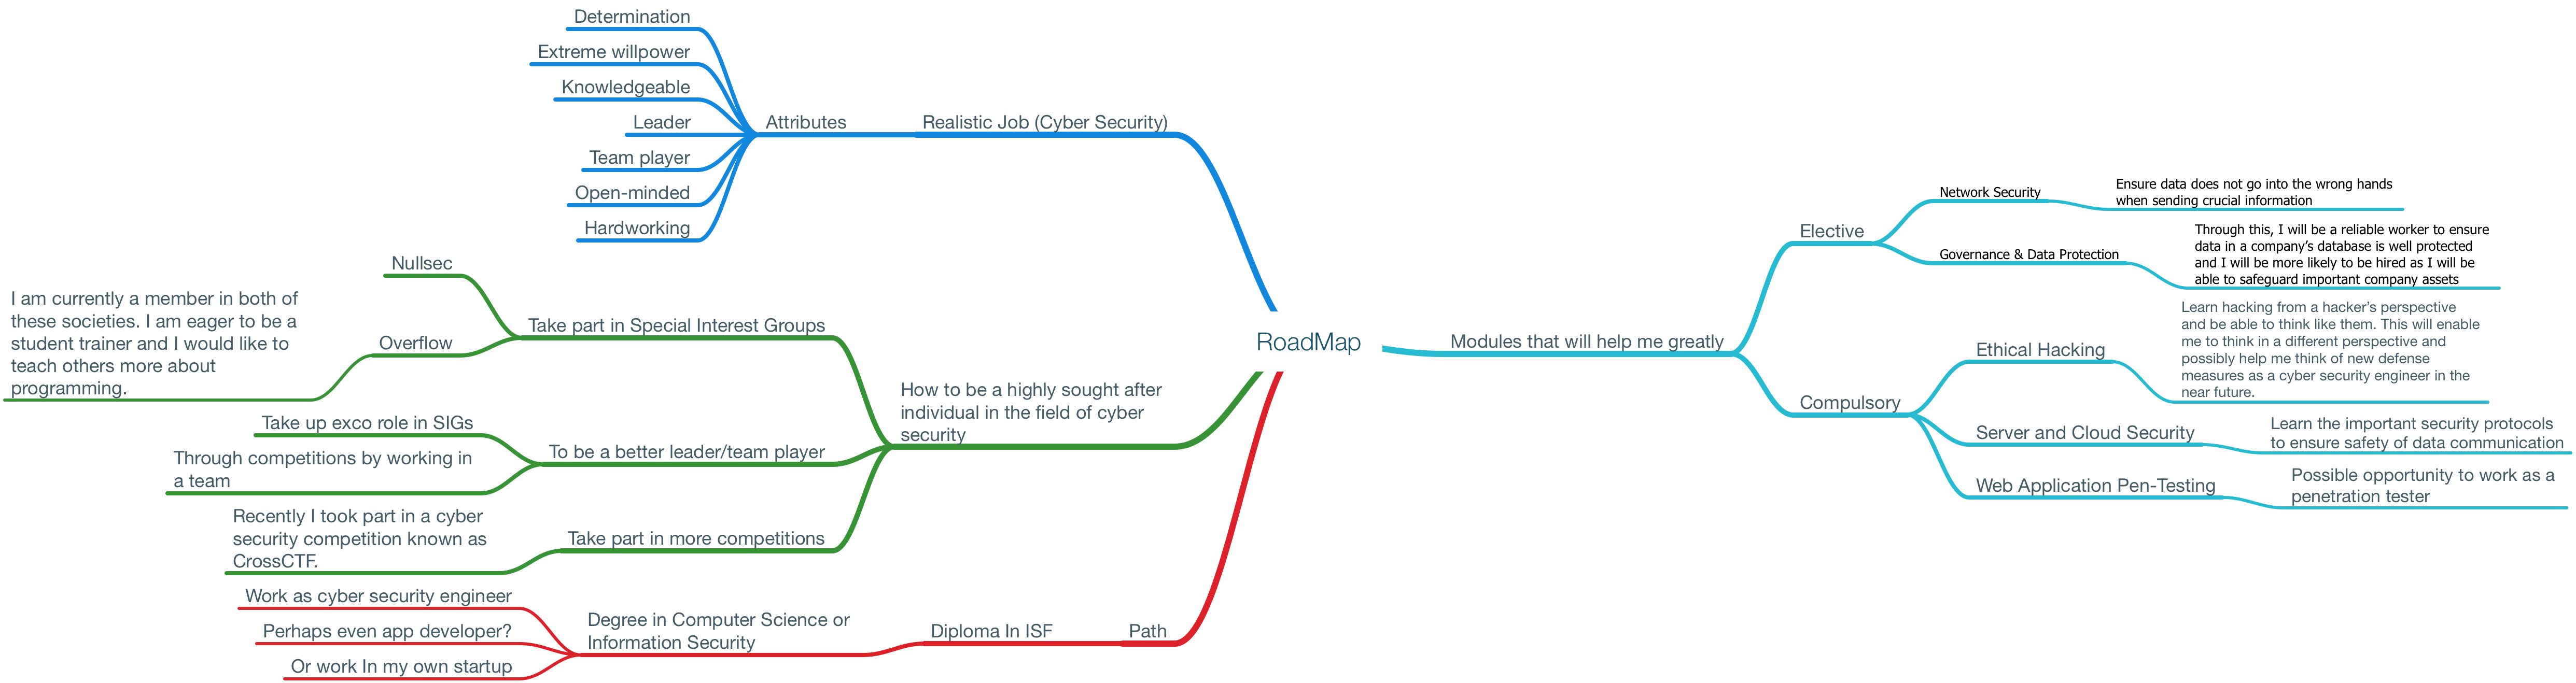 RoadMap
Realistic Job (Cyber Security)
Attributes
Determination
Extreme willpower
Knowledgeable
Leader
Team player
Open-minded
Hardworking
How to be a highly sought after
individual in the field of cyber
security
Take part in Special Interest Groups
Nullsec
Overflow
I am currently a member in both of
these societies. I am eager to be a
student trainer and I would like to
teach others more about
programming.
To be a better leader/team player
Take up exco role in SIGs
Through competitions by working in
a team
Take part in more competitions
Recently I took part in a cyber
security competition known as
CrossCTF.
Path
Diploma In ISF
Degree in Computer Science or
Information Security
Work as cyber security engineer
Perhaps even app developer?
Or work In my own startup
Modules that will help me greatly
Elective
Network Security
Ensure data does not go into the wrong hands
when sending crucial information
Governance & Data Protection
Through this, I will be a reliable worker to ensure
data in a company’s database is well protected
and I will be more likely to be hired as I will be
able to safeguard important company assets
Compulsory
Ethical Hacking
Learn hacking from a hacker’s perspective
and be able to think like them. This will enable
me to think in a different perspective and
possibly help me think of new defense
measures as a cyber security engineer in the
near future.
Server and Cloud Security
Learn the important security protocols
to ensure safety of data communication
Web Application Pen-Testing
Possible opportunity to work as a
penetration tester